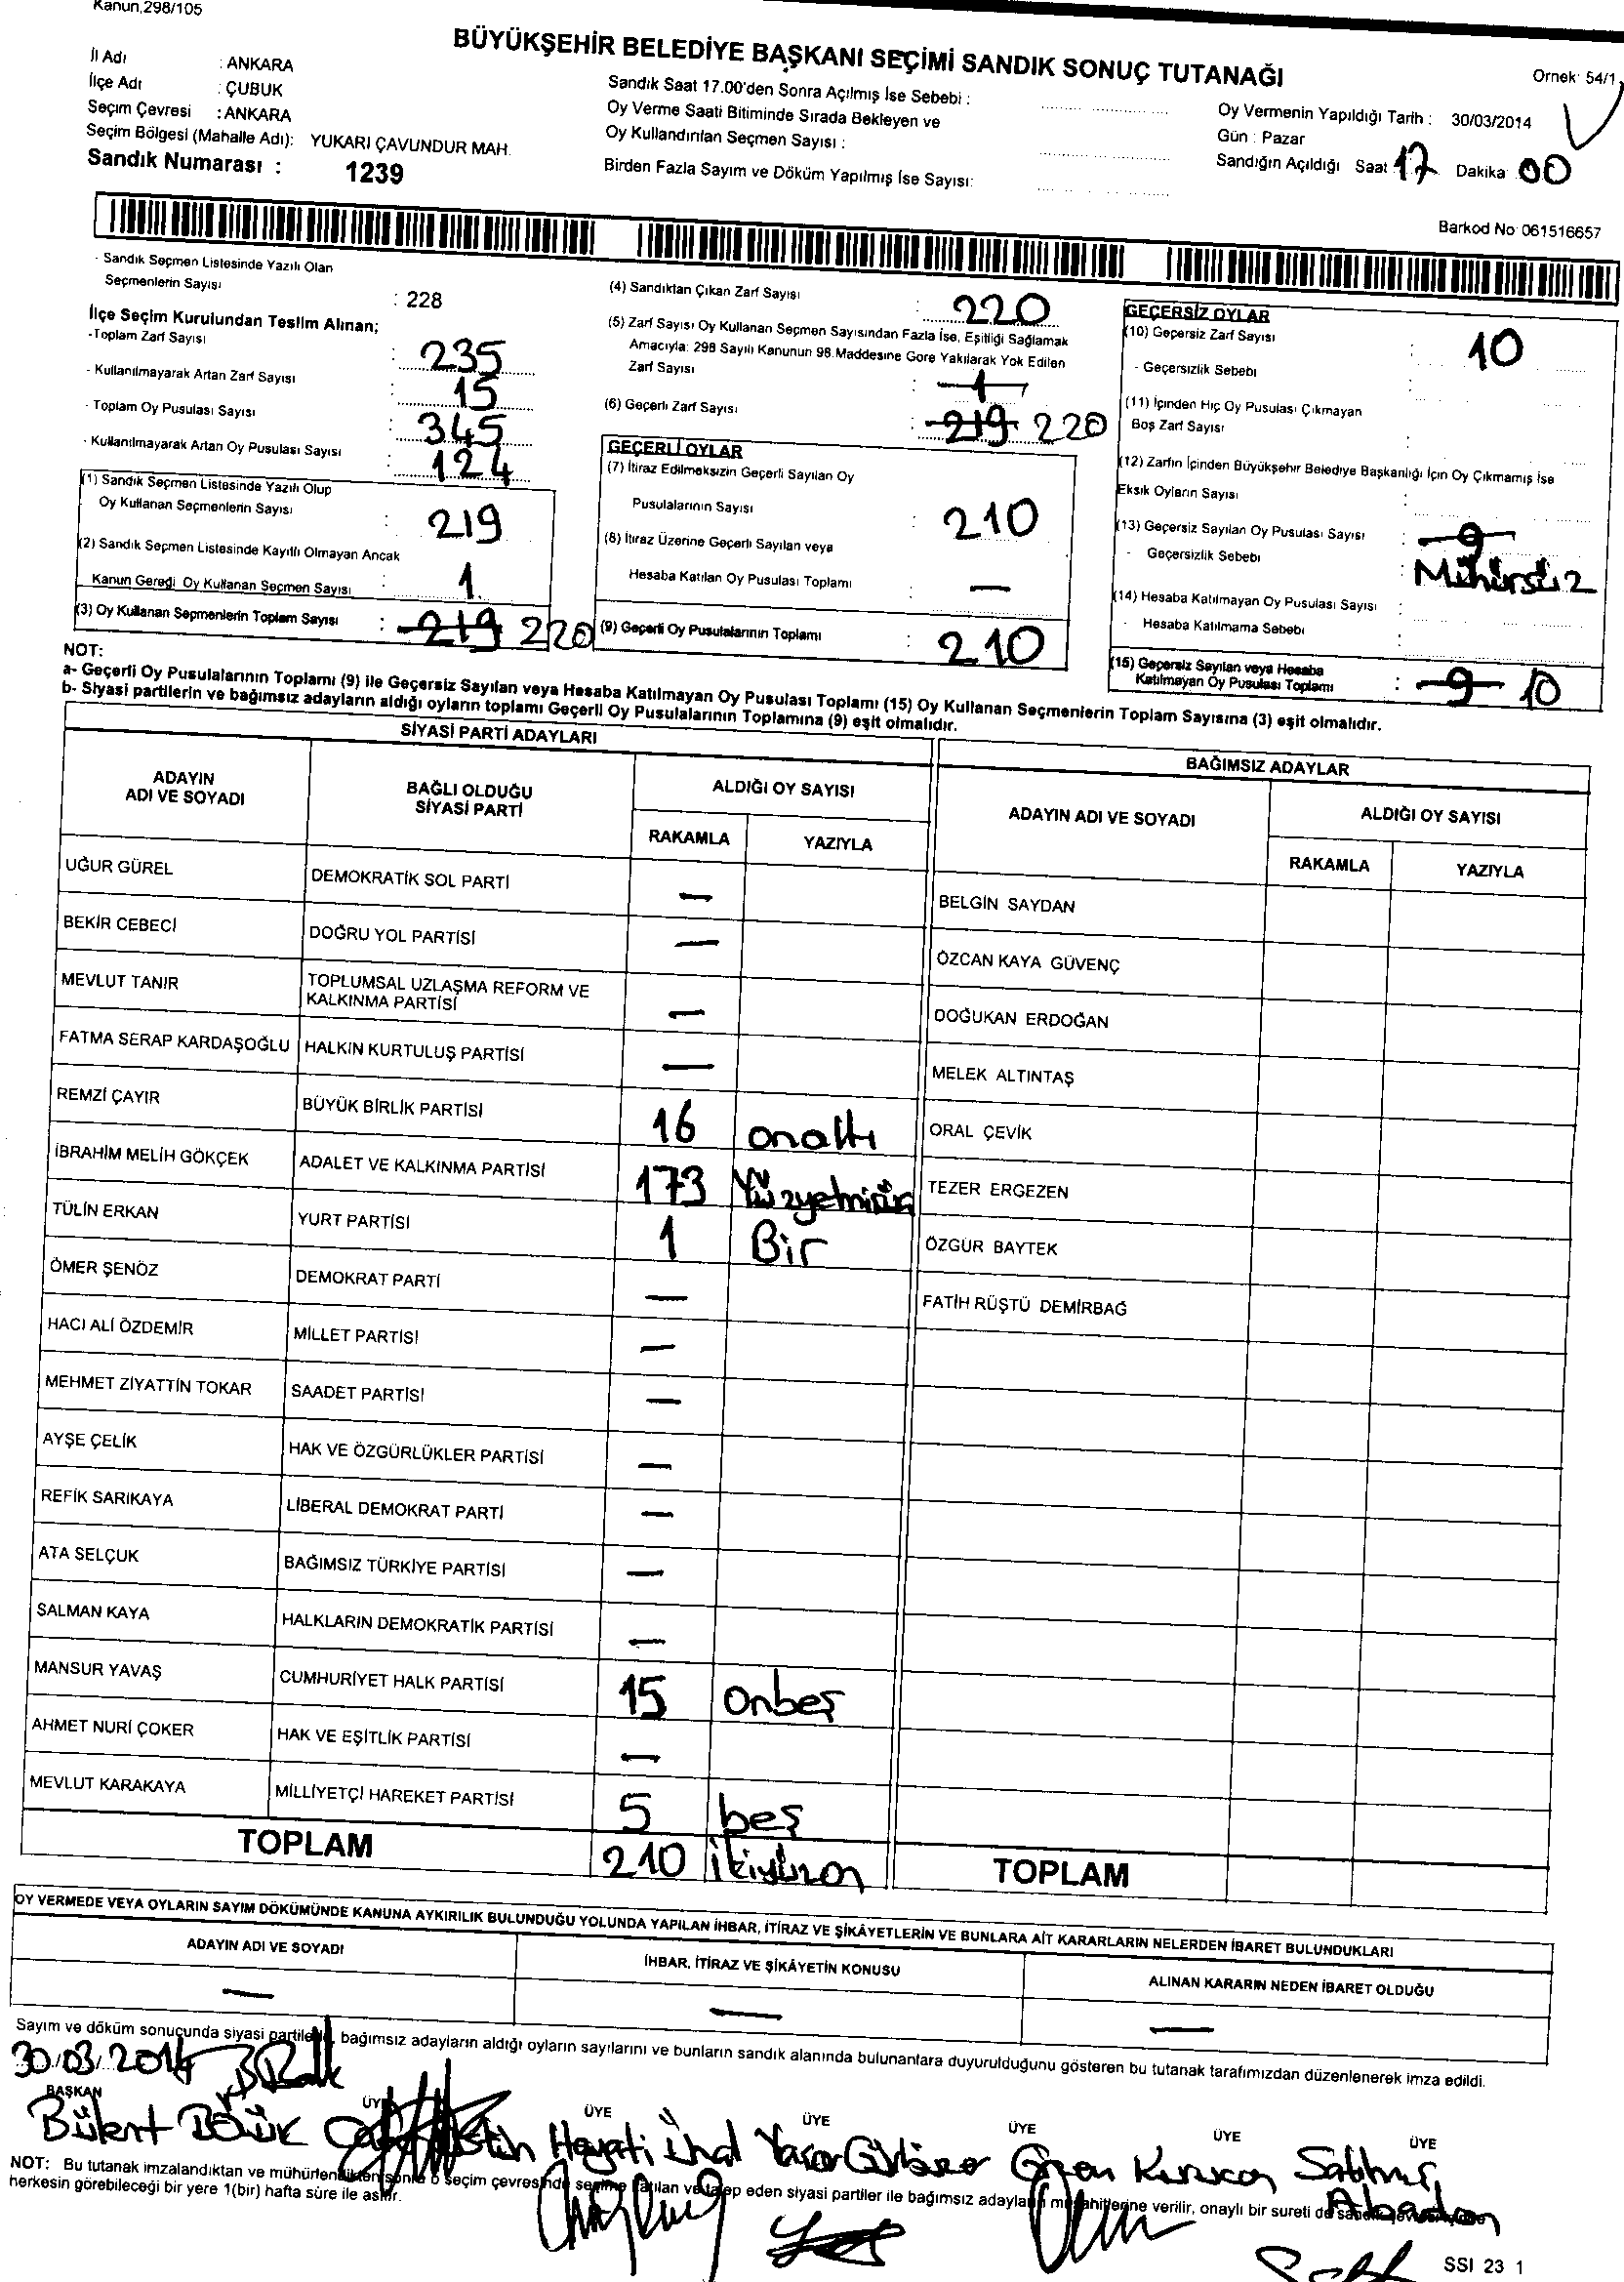 Kanun,298/105
BÜYÜKŞEHİR BELEDİYE BAŞKANI SEÇİMİ SANDIK SONUÇ TUTANAĞI
Örnek: 54/1
İl Adı : ANKARA
İlçe Adı : ÇUBUK
Seçim Çevresi : ANKARA
Seçim Bölgesi (Mahalle Adı): YUKARI ÇAVUNDUR MAH.
Sandık Numarası : 1239
Sandık Saat 17.00'den Sonra Açılmış İse Sebebi :
Oy Verme Saati Bitiminde Sırada Bekleyen ve
Oy Kullandırılan Seçmen Sayısı :
Birden Fazla Sayım ve Döküm Yapılmış İse Sayısı:
Oy Vermenin Yapıldığı Tarih : 30/03/2014
Gün : Pazar
Sandığın Açıldığı Saat 17 Dakika 00
Barkod No 061516657
- Sandık Seçmen Listesinde Yazılı Olan
Seçmenlerin Sayısı : 228
İlçe Seçim Kurulundan Teslim Alınan;
-Toplam Zarf Sayısı : 235
- Kullanılmayarak Artan Zarf Sayısı : 15
- Toplam Oy Pusulası Sayısı : 345
- Kullanılmayarak Artan Oy Pusulası Sayısı : 124
(1) Sandık Seçmen Listesinde Yazılı Olup
Oy Kullanan Seçmenlerin Sayısı : 219
(2) Sandık Seçmen Listesinde Kayıtlı Olmayan Ancak
Kanun Gereği Oy Kullanan Seçmen Sayısı : 1
(3) Oy Kullanan Seçmenlerin Toplam Sayısı : 219 220
(4) Sandıktan Çıkan Zarf Sayısı : 220
(5) Zarf Sayısı Oy Kullanan Seçmen Sayısından Fazla İse, Eşitliği Sağlamak
Amacıyla: 298 Sayılı Kanunun 98.Maddesine Göre Yakılarak Yok Edilen
Zarf Sayısı : 1
(6) Geçerli Zarf Sayısı : 219 220
GEÇERLİ OYLAR
(7) İtiraz Edilmeksizin Geçerli Sayılan Oy
Pusulalarının Sayısı : 210
(8) İtiraz Üzerine Geçerli Sayılan veya
Hesaba Katılan Oy Pusulası Toplamı : —
(9) Geçerli Oy Pusulalarının Toplamı : 210
GEÇERSİZ OYLAR
(10) Geçersiz Zarf Sayısı : 10
- Geçersizlik Sebebi :
(11) İçinden Hiç Oy Pusulası Çıkmayan
Boş Zarf Sayısı :
(12) Zarfın İçinden Büyükşehir Belediye Başkanlığı İçin Oy Çıkmamış İse
Eksik Oyların Sayısı :
(13) Geçersiz Sayılan Oy Pusulası Sayısı : 9
- Geçersizlik Sebebi : Mühürsüz
(14) Hesaba Katılmayan Oy Pusulası Sayısı :
- Hesaba Katılmama Sebebi :
(15) Geçersiz Sayılan veya Hesaba
Katılmayan Oy Pusulası Toplamı : 9 10
NOT:
a- Geçerli Oy Pusulalarının Toplamı (9) ile Geçersiz Sayılan veya Hesaba Katılmayan Oy Pusulası Toplamı (15) Oy Kullanan Seçmenlerin Toplam Sayısına (3) eşit olmalıdır.
b- Siyasi partilerin ve bağımsız adayların aldığı oyların toplamı Geçerli Oy Pusulalarının Toplamına (9) eşit olmalıdır.
SİYASİ PARTİ ADAYLARI
ADAYIN ADI VE SOYADI
BAĞLI OLDUĞU SİYASİ PARTİ
ALDIĞI OY SAYISI
RAKAMLA YAZIYLA
UĞUR GÜREL DEMOKRATİK SOL PARTİ —
BEKİR CEBECİ DOĞRU YOL PARTİSİ —
MEVLUT TANIR TOPLUMSAL UZLAŞMA REFORM VE KALKINMA PARTİSİ —
FATMA SERAP KARDAŞOĞLU HALKIN KURTULUŞ PARTİSİ —
REMZİ ÇAYIR BÜYÜK BİRLİK PARTİSİ 16 onaltı
İBRAHİM MELİH GÖKÇEK ADALET VE KALKINMA PARTİSİ 173
TÜLİN ERKAN YURT PARTİSİ 1 Bir
ÖMER ŞENÖZ DEMOKRAT PARTİ —
HACI ALİ ÖZDEMİR MİLLET PARTİSİ —
MEHMET ZİYATTİN TOKAR SAADET PARTİSİ —
AYŞE ÇELİK HAK VE ÖZGÜRLÜKLER PARTİSİ —
REFİK SARIKAYA LİBERAL DEMOKRAT PARTİ —
ATA SELÇUK BAĞIMSIZ TÜRKİYE PARTİSİ —
SALMAN KAYA HALKLARIN DEMOKRATİK PARTİSİ —
MANSUR YAVAŞ CUMHURİYET HALK PARTİSİ 15 onbeş
AHMET NURİ ÇOKER HAK VE EŞİTLİK PARTİSİ —
MEVLUT KARAKAYA MİLLİYETÇİ HAREKET PARTİSİ 5 beş
TOPLAM 210 ikiyüzon
BAĞIMSIZ ADAYLAR
ADAYIN ADI VE SOYADI
ALDIĞI OY SAYISI
RAKAMLA YAZIYLA
BELGİN SAYDAN
ÖZCAN KAYA GÜVENÇ
DOĞUKAN ERDOĞAN
MELEK ALTINTAŞ
ORAL ÇEVİK
TEZER ERGEZEN
ÖZGÜR BAYTEK
FATİH RÜŞTÜ DEMİRBAĞ
TOPLAM
OY VERMEDE VEYA OYLARIN SAYIM DÖKÜMÜNDE KANUNA AYKIRILIK BULUNDUĞU YOLUNDA YAPILAN İHBAR, İTİRAZ VE ŞİKÂYETLERİN VE BUNLARA AİT KARARLARIN NELERDEN İBARET BULUNDUKLARI
ADAYIN ADI VE SOYADI
İHBAR, İTİRAZ VE ŞİKÂYETİN KONUSU
ALINAN KARARIN NEDEN İBARET OLDUĞU
— — —
Sayım ve döküm sonucunda siyasi bağımsız adayların aldığı oyların sayılarını ve bunların sandık alanında bulunanlara duyurulduğunu gösteren bu tutanak tarafımızdan düzenlenerek imza edildi.
30.03.2014
BAŞKAN ÜYE ÜYE ÜYE ÜYE ÜYE ÜYE
Hayati Ünal
NOT: Bu tutanak imzalandıktan ve o seçim talep eden siyasi partiler ile bağımsız verilir, onaylı bir sureti de
herkesin görebileceği bir yere 1(bir) hafta süre ile asılır.
SSI 23 1